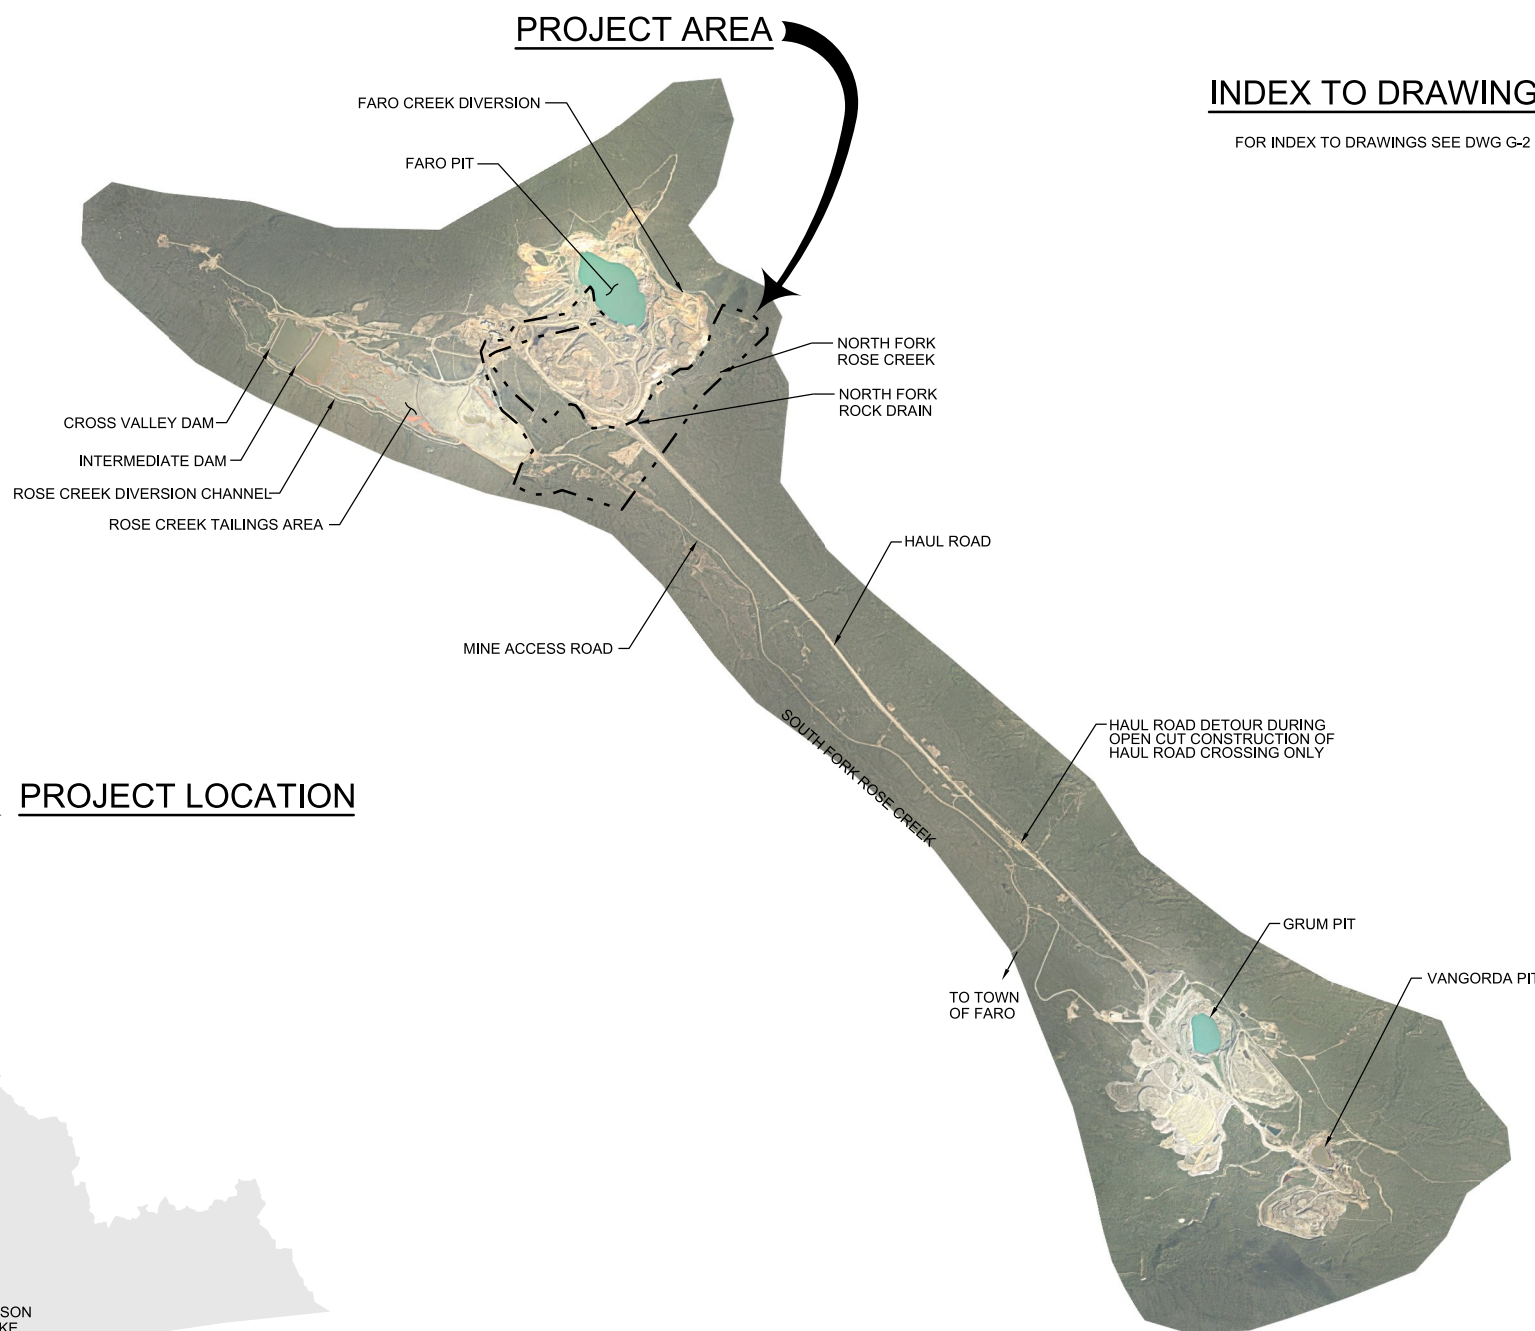 PROJECT AREA
INDEX TO DRAWING
FOR INDEX TO DRAWINGS SEE DWG G-2
FARO CREEK DIVERSION
FARO PIT
NORTH FORK
ROSE CREEK
NORTH FORK
ROCK DRAIN
CROSS VALLEY DAM
INTERMEDIATE DAM
ROSE CREEK DIVERSION CHANNEL
ROSE CREEK TAILINGS AREA
HAUL ROAD
MINE ACCESS ROAD
SOUTH FORK ROSE CREEK
HAUL ROAD DETOUR DURING
OPEN CUT CONSTRUCTION OF
HAUL ROAD CROSSING ONLY
PROJECT LOCATION
GRUM PIT
VANGORDA PIT
TO TOWN
OF FARO
SON
KE